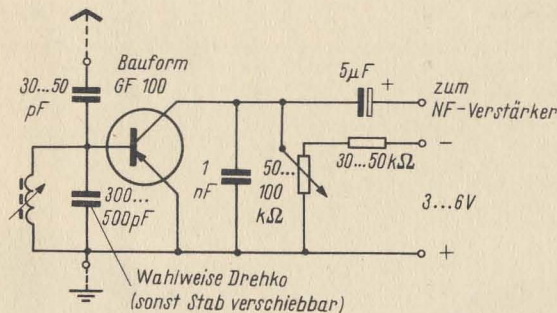 Bauform
GF 100
30...50
pF
5µF
+
zum
NF-Verstärker
−
30...50kΩ
1
nF
50...
100
kΩ
300...
500pF
3...6V
+
Wahlweise Drehko
(sonst Stab verschiebbar)